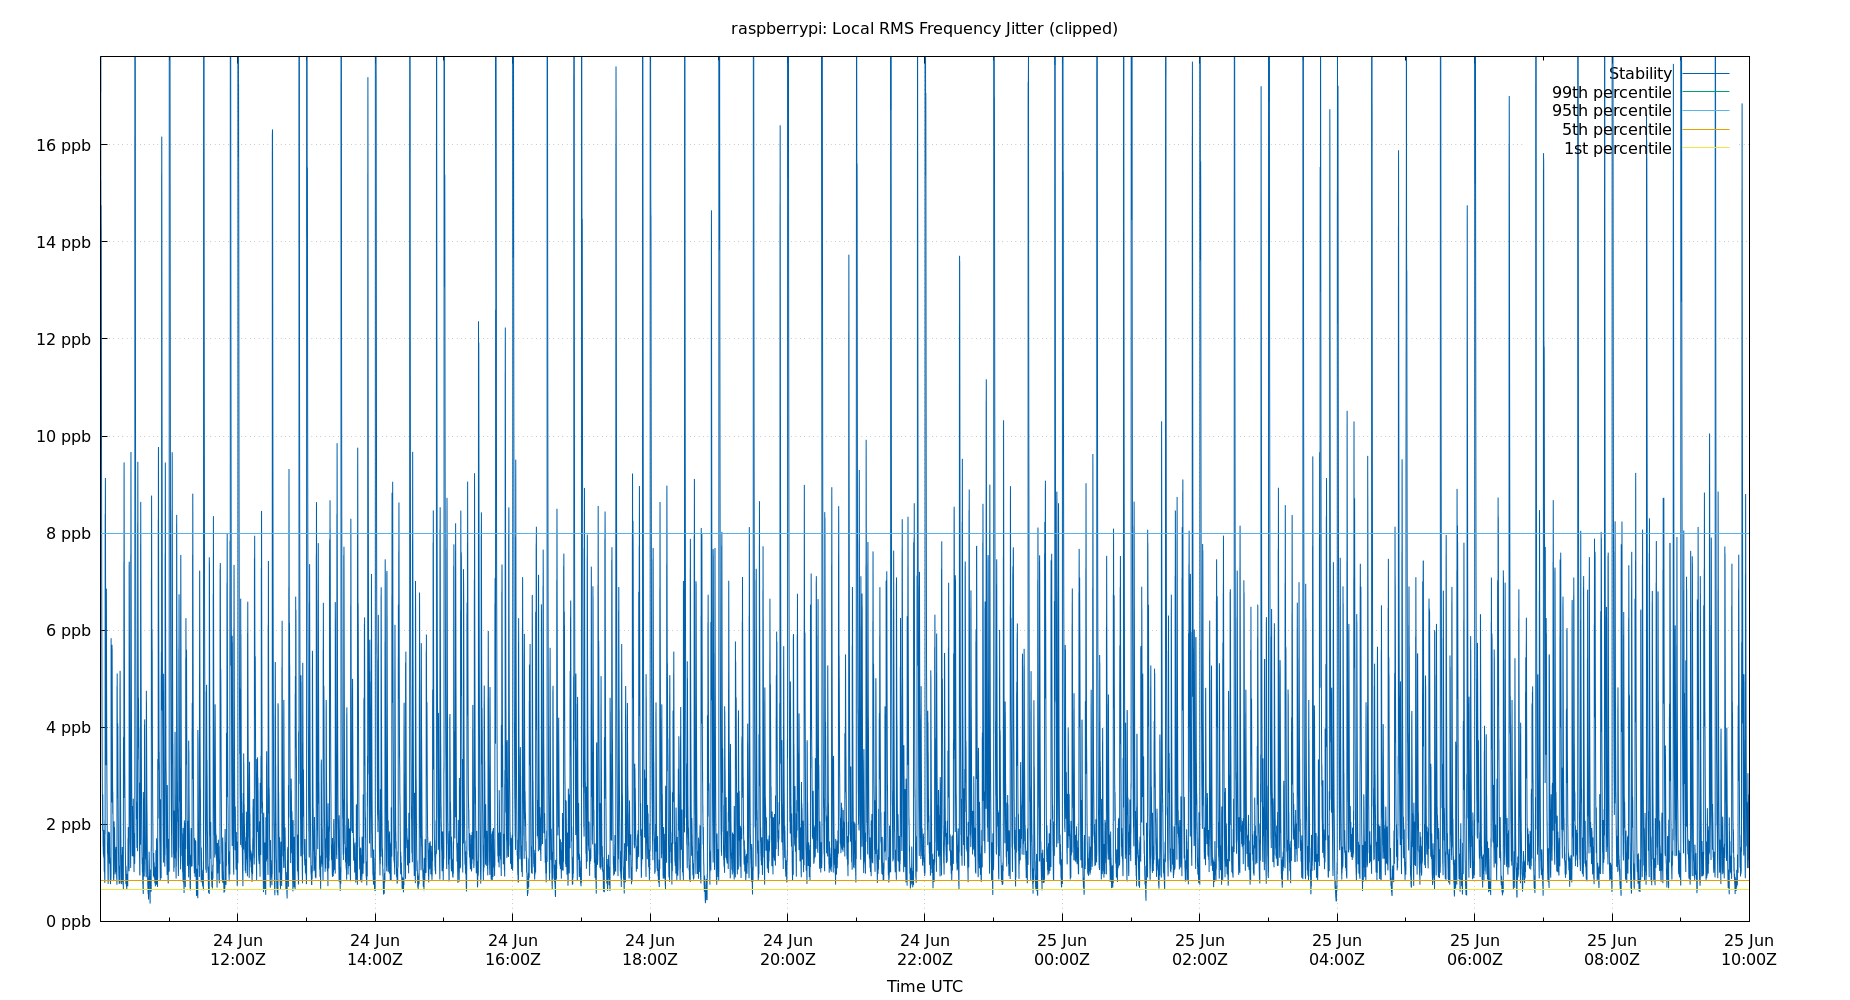 raspberrypi: Local RMS Frequency Jitter (clipped)
Stability
99th percentile
95th percentile
5th percentile
1st percentile
16 ppb
14 ppb
12 ppb
10 ppb
8 ppb
6 ppb
4 ppb
2 ppb
0 ppb
24 Jun 24 Jun 24 Jun 24 Jun 24 Jun 24 Jun 25 Jun 25 Jun 25 Jun 25 Jun 25 Jun 25 Jun
12:00Z 14:00Z 16:00Z 18:00Z 20:00Z 22:00Z 00:00Z 02:00Z 04:00Z 06:00Z 08:00Z 10:00Z
Time UTC